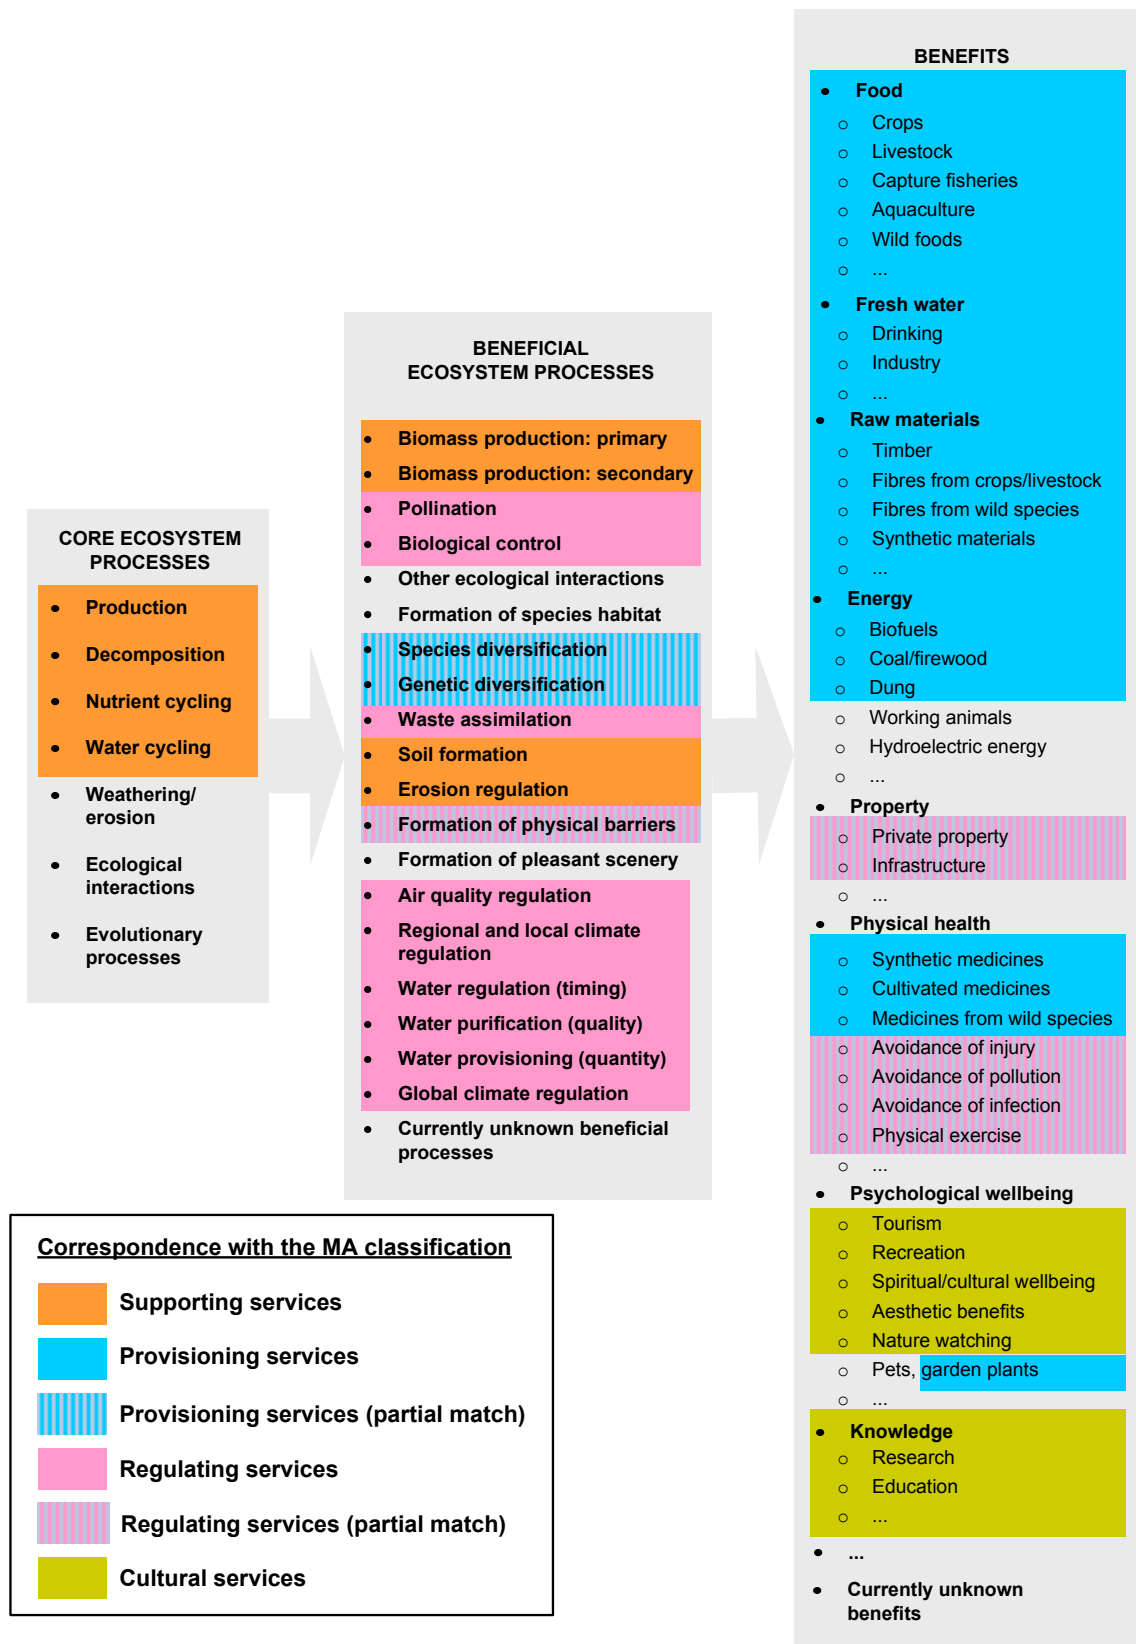 CORE ECOSYSTEM
PROCESSES
• Production
• Decomposition
• Nutrient cycling
• Water cycling
• Weathering/
erosion
• Ecological
interactions
• Evolutionary
processes
BENEFICIAL
ECOSYSTEM PROCESSES
• Biomass production: primary
• Biomass production: secondary
• Pollination
• Biological control
• Other ecological interactions
• Formation of species habitat
• Species diversification
• Genetic diversification
• Waste assimilation
• Soil formation
• Erosion regulation
• Formation of physical barriers
• Formation of pleasant scenery
• Air quality regulation
• Regional and local climate
regulation
• Water regulation (timing)
• Water purification (quality)
• Water provisioning (quantity)
• Global climate regulation
• Currently unknown beneficial
processes
BENEFITS
• Food
o Crops
o Livestock
o Capture fisheries
o Aquaculture
o Wild foods
o ...
• Fresh water
o Drinking
o Industry
o ...
• Raw materials
o Timber
o Fibres from crops/livestock
o Fibres from wild species
o Synthetic materials
o ...
• Energy
o Biofuels
o Coal/firewood
o Dung
o Working animals
o Hydroelectric energy
o ...
• Property
o Private property
o Infrastructure
o ...
• Physical health
o Synthetic medicines
o Cultivated medicines
o Medicines from wild species
o Avoidance of injury
o Avoidance of pollution
o Avoidance of infection
o Physical exercise
o ...
• Psychological wellbeing
o Tourism
o Recreation
o Spiritual/cultural wellbeing
o Aesthetic benefits
o Nature watching
o Pets, garden plants
o ...
• Knowledge
o Research
o Education
o ...
• ...
• Currently unknown
benefits
Correspondence with the MA classification
Supporting services
Provisioning services
Provisioning services (partial match)
Regulating services
Regulating services (partial match)
Cultural services